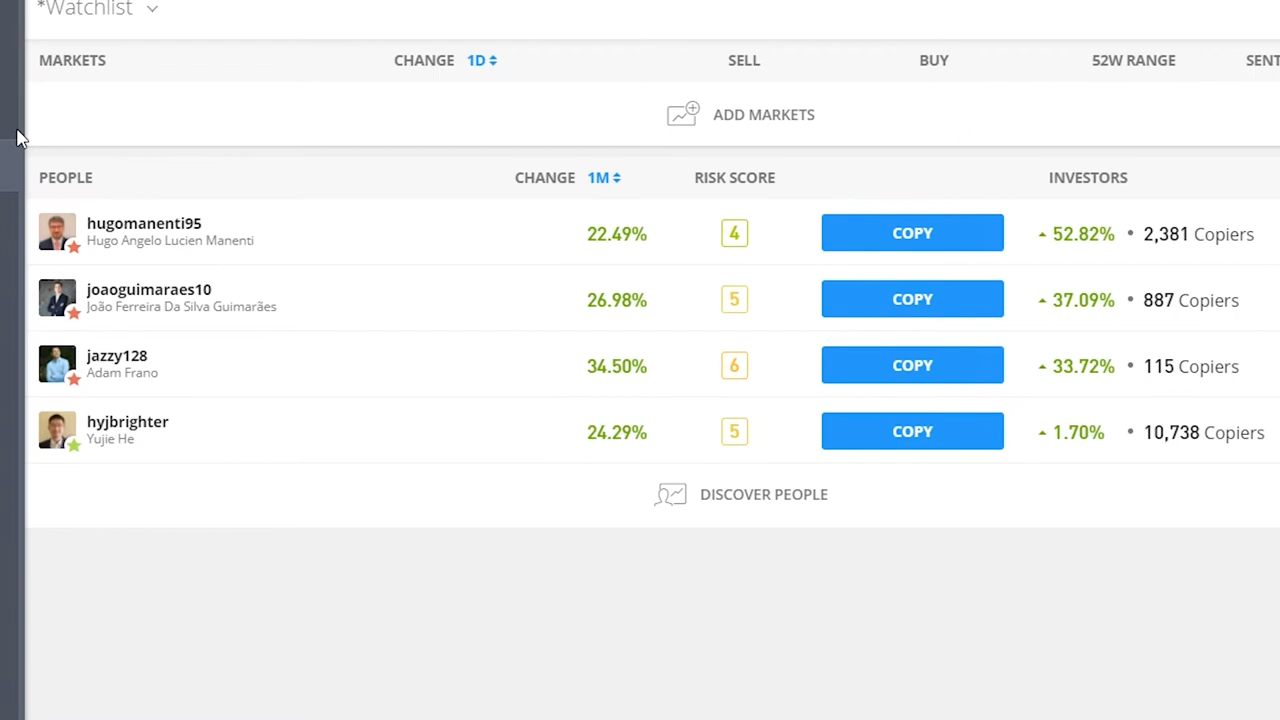 *Watchlist
MARKETS CHANGE 1D SELL BUY 52W RANGE SENT
ADD MARKETS
PEOPLE CHANGE 1M RISK SCORE INVESTORS
hugomanenti95
Hugo Angelo Lucien Manenti
22.49% 4 COPY 52.82% • 2,381 Copiers
joaoguimaraes10
João Ferreira Da Silva Guimarães
26.98% 5 COPY 37.09% • 887 Copiers
jazzy128
Adam Frano
34.50% 6 COPY 33.72% • 115 Copiers
hyjbrighter
Yujie He
24.29% 5 COPY 1.70% • 10,738 Copiers
DISCOVER PEOPLE